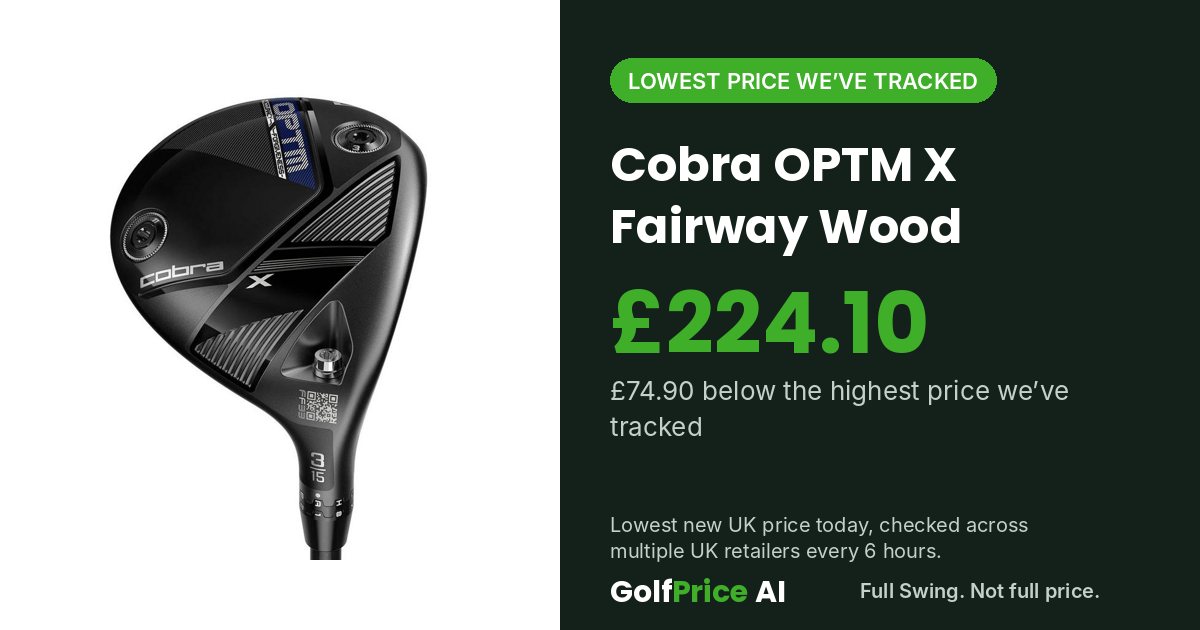 OPTM
cobra
X
3
15
LOWEST PRICE WE’VE TRACKED
Cobra OPTM X
Fairway Wood
£224.10
£74.90 below the highest price we’ve
tracked
Lowest new UK price today, checked across
multiple UK retailers every 6 hours.
GolfPrice AI
Full Swing. Not full price.